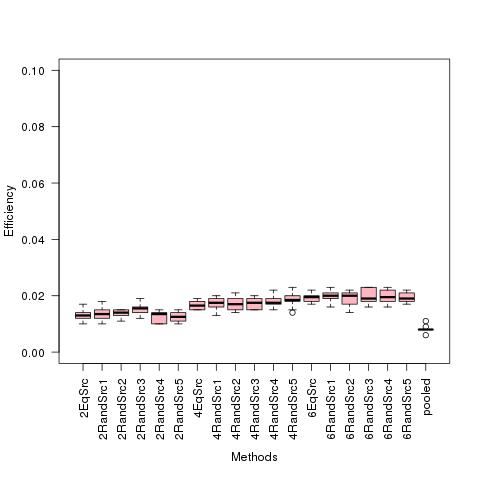 Efficiency
0.10
0.08
0.06
0.04
0.02
0.00
2EqSrc
2RandSrc1
2RandSrc2
2RandSrc3
2RandSrc4
2RandSrc5
4EqSrc
4RandSrc1
4RandSrc2
4RandSrc3
4RandSrc4
4RandSrc5
6EqSrc
6RandSrc1
6RandSrc2
6RandSrc3
6RandSrc4
6RandSrc5
pooled
Methods